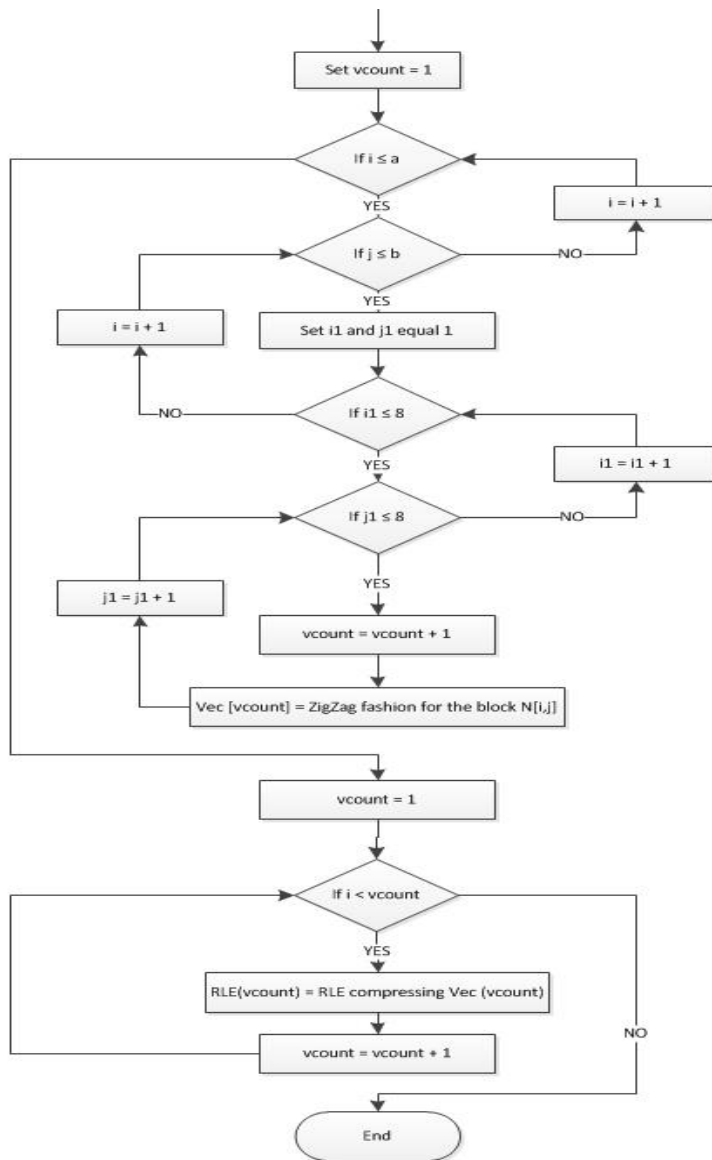 Set vcount = 1
If i ≤ a
YES
i = i + 1
If j ≤ b
NO
YES
i = i + 1
Set i1 and j1 equal 1
NO
If i1 ≤ 8
YES
i1 = i1 + 1
If j1 ≤ 8
NO
YES
j1 = j1 + 1
vcount = vcount + 1
Vec [vcount] = ZigZag fashion for the block N[i,j]
vcount = 1
If i < vcount
YES
RLE(vcount) = RLE compressing Vec (vcount)
NO
vcount = vcount + 1
End